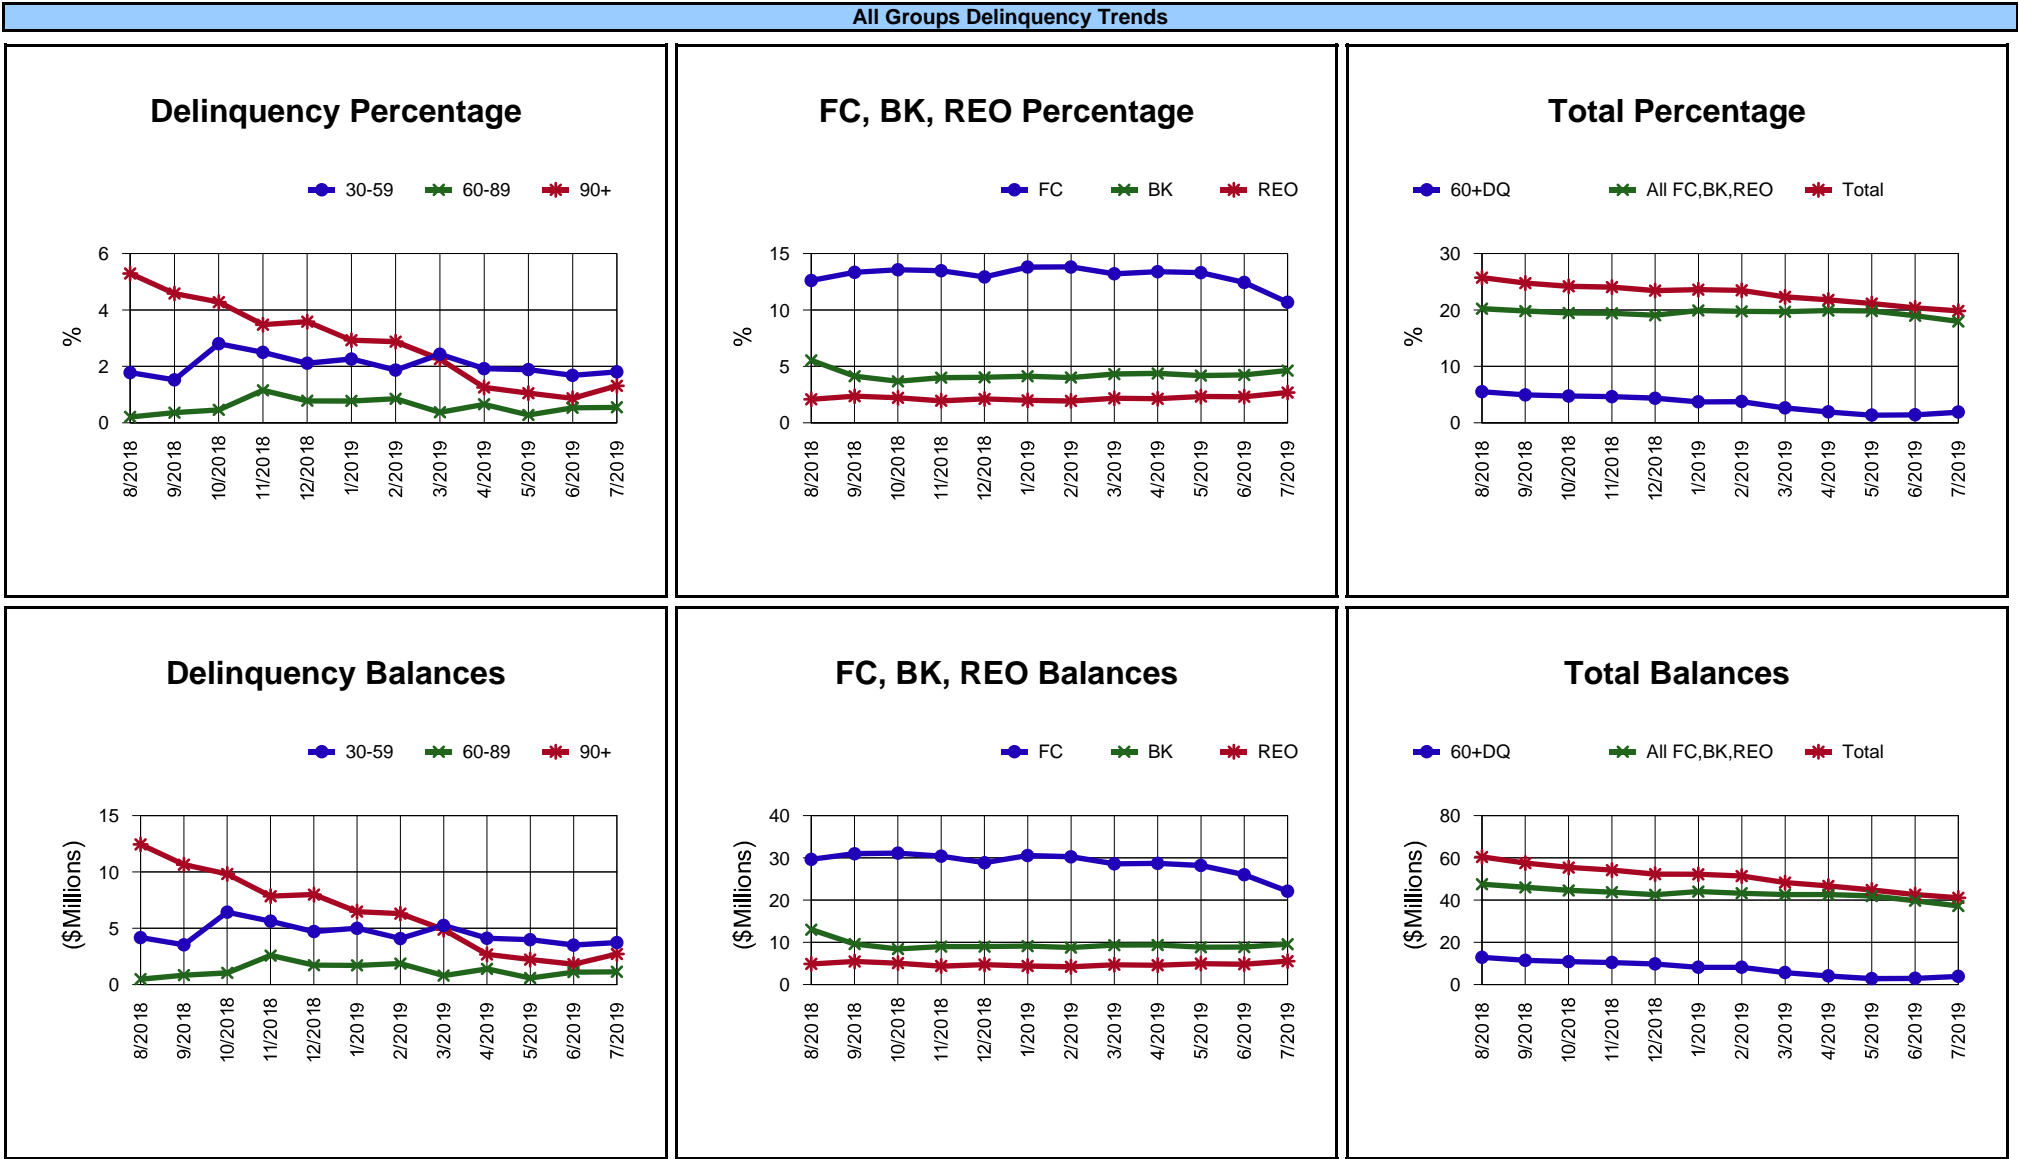 All Groups Delinquency Trends
Delinquency Percentage
30-59 60-89 90+
%
6
4
2
0
8/2018 9/2018 10/2018 11/2018 12/2018 1/2019 2/2019 3/2019 4/2019 5/2019 6/2019 7/2019
FC, BK, REO Percentage
FC BK REO
%
15
10
5
0
8/2018 9/2018 10/2018 11/2018 12/2018 1/2019 2/2019 3/2019 4/2019 5/2019 6/2019 7/2019
Total Percentage
60+DQ All FC,BK,REO Total
%
30
20
10
0
8/2018 9/2018 10/2018 11/2018 12/2018 1/2019 2/2019 3/2019 4/2019 5/2019 6/2019 7/2019
Delinquency Balances
30-59 60-89 90+
($Millions)
15
10
5
0
8/2018 9/2018 10/2018 11/2018 12/2018 1/2019 2/2019 3/2019 4/2019 5/2019 6/2019 7/2019
FC, BK, REO Balances
FC BK REO
($Millions)
40
30
20
10
0
8/2018 9/2018 10/2018 11/2018 12/2018 1/2019 2/2019 3/2019 4/2019 5/2019 6/2019 7/2019
Total Balances
60+DQ All FC,BK,REO Total
($Millions)
80
60
40
20
0
8/2018 9/2018 10/2018 11/2018 12/2018 1/2019 2/2019 3/2019 4/2019 5/2019 6/2019 7/2019